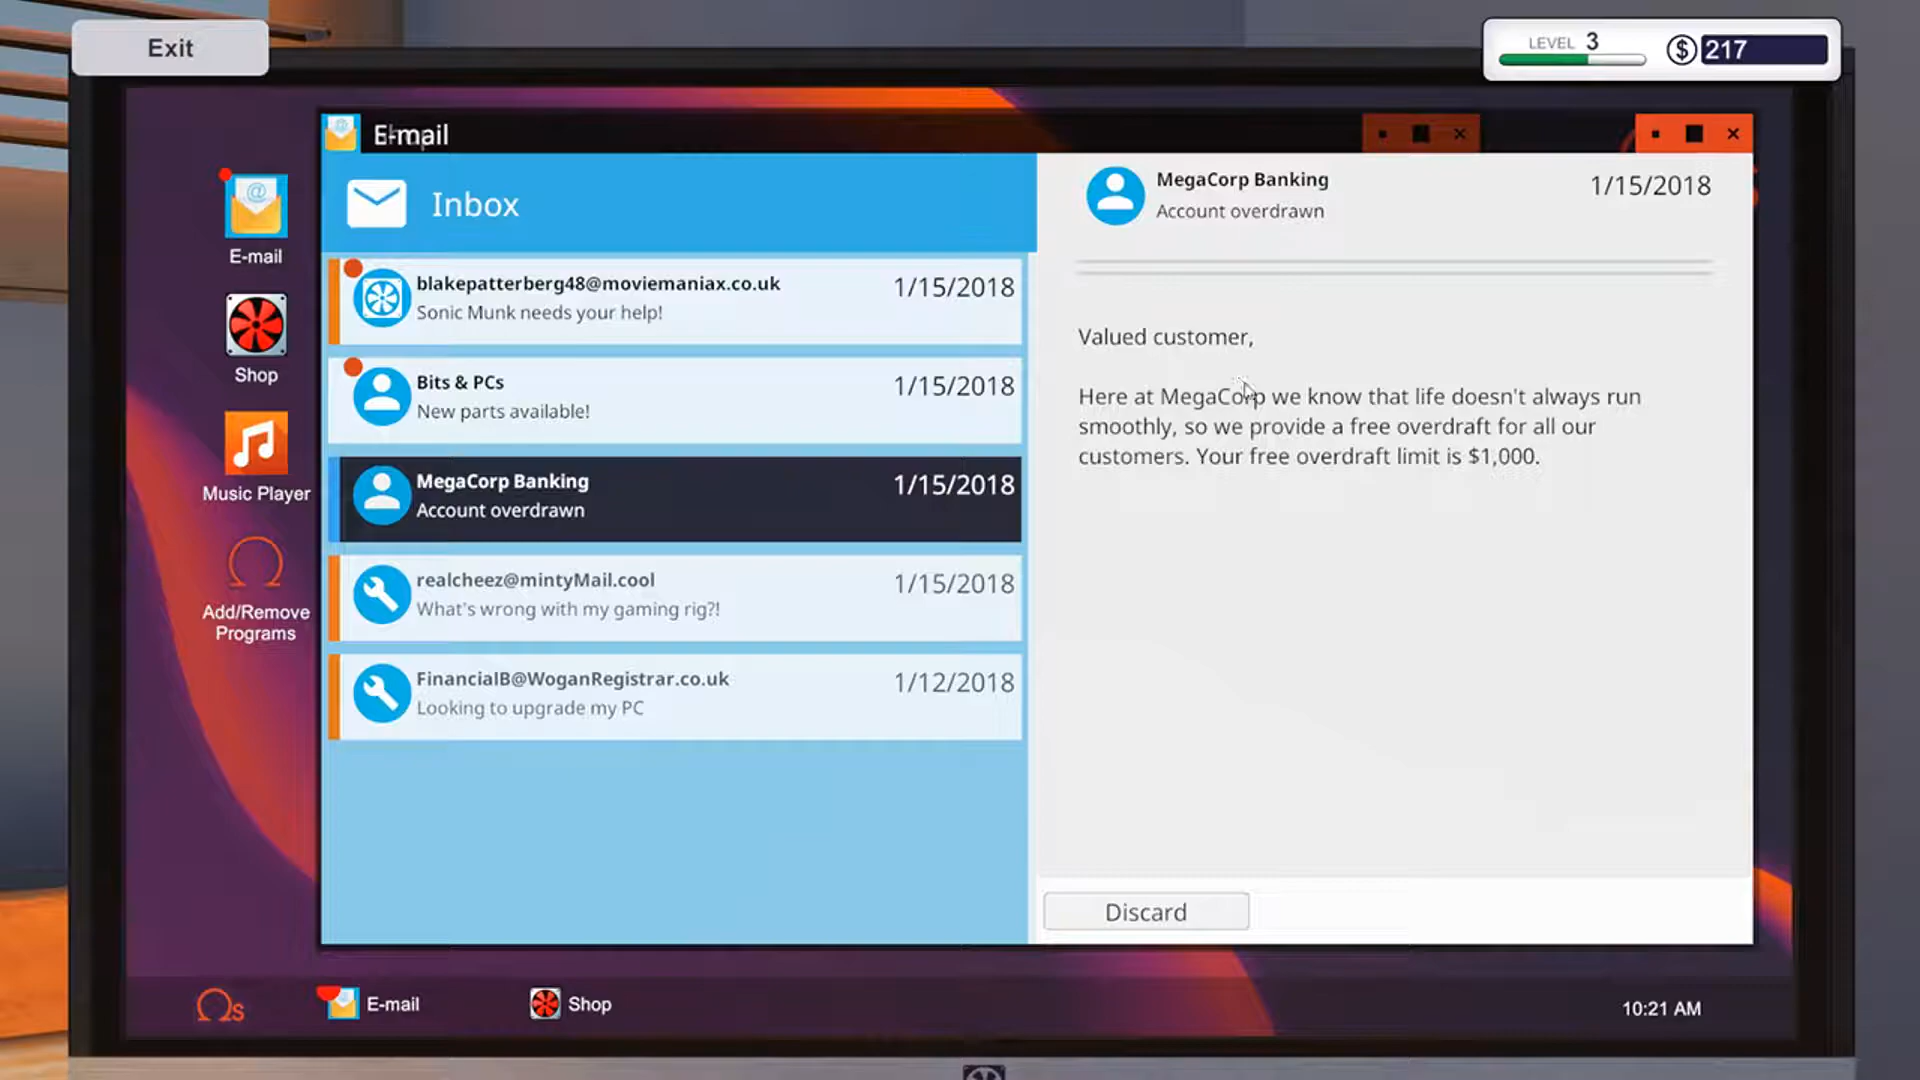 Exit
LEVEL 3
$ 217
E-mail
E-mail
Shop
Music Player
Add/Remove
Programs
Inbox
blakepatterberg48@moviemaniax.co.uk
1/15/2018
Sonic Munk needs your help!
Bits & PCs
1/15/2018
New parts available!
MegaCorp Banking
1/15/2018
Account overdrawn
realcheez@mintyMail.cool
1/15/2018
What's wrong with my gaming rig?!
FinancialB@WoganRegistrar.co.uk
1/12/2018
Looking to upgrade my PC
MegaCorp Banking
1/15/2018
Account overdrawn
Valued customer,
Here at MegaCorp we know that life doesn't always run
smoothly, so we provide a free overdraft for all our
customers. Your free overdraft limit is $1,000.
Discard
Ωs
E-mail
Shop
10:21 AM